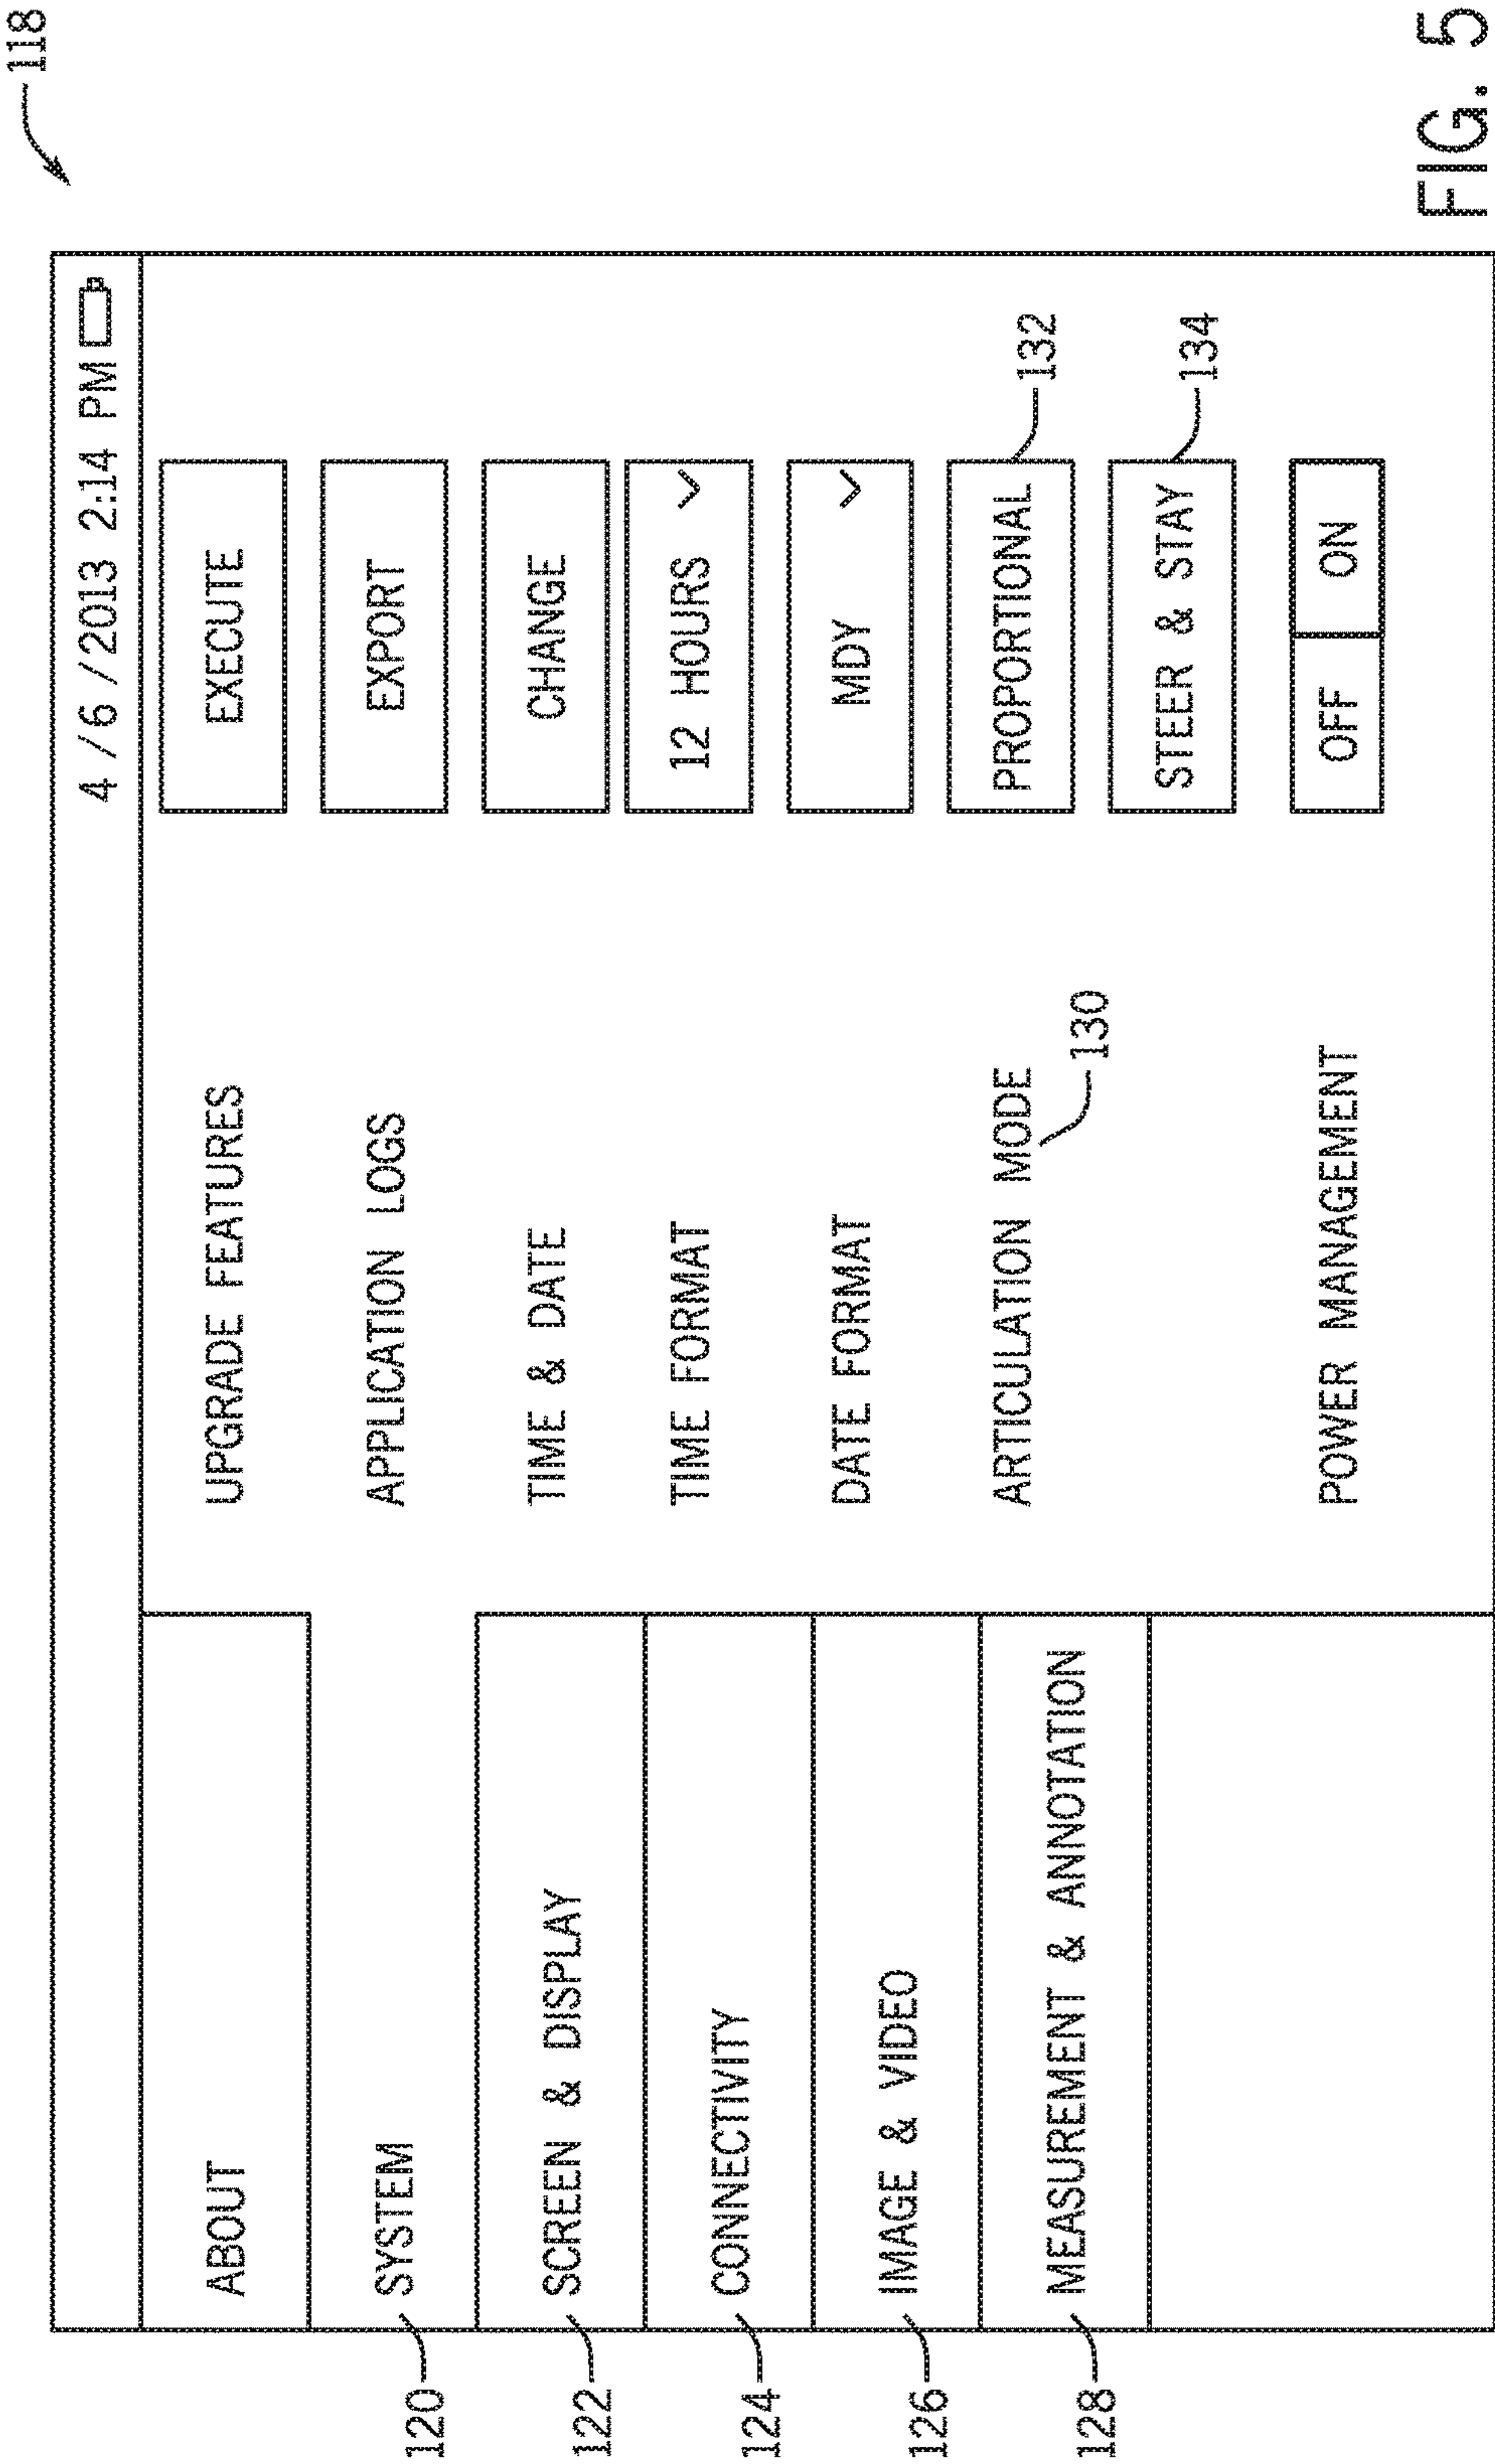 118
4 /6 /2013 2:14 PM
ABOUT
UPGRADE FEATURES
EXECUTE
120
SYSTEM
APPLICATION LOGS
EXPORT
122
SCREEN & DISPLAY
TIME & DATE
CHANGE
124
CONNECTIVITY
TIME FORMAT
12 HOURS
126
IMAGE & VIDEO
DATE FORMAT
MDY
128
MEASUREMENT & ANNOTATION
ARTICULATION MODE
130
PROPORTIONAL
132
STEER & STAY
134
POWER MANAGEMENT
OFF ON
FIG. 5